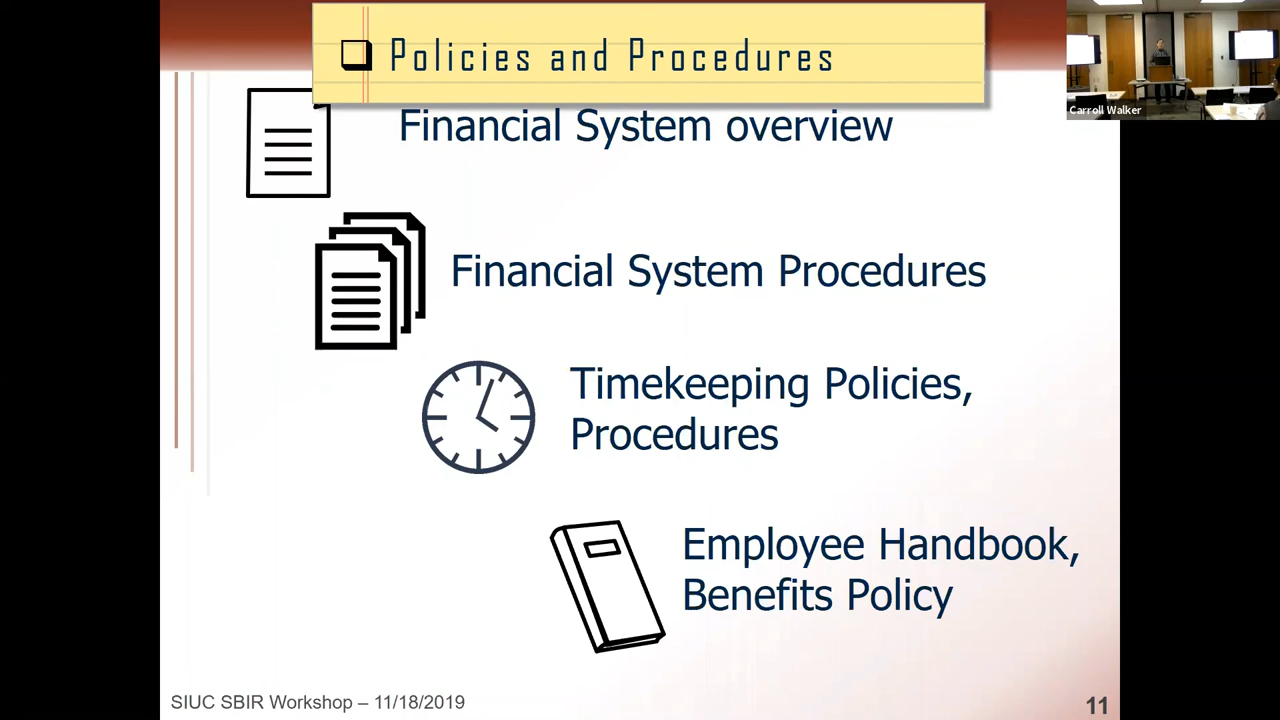 Policies and Procedures
Carroll Walker
Financial System overview
Financial System Procedures
Timekeeping Policies,
Procedures
Employee Handbook,
Benefits Policy
SIUC SBIR Workshop – 11/18/2019
11